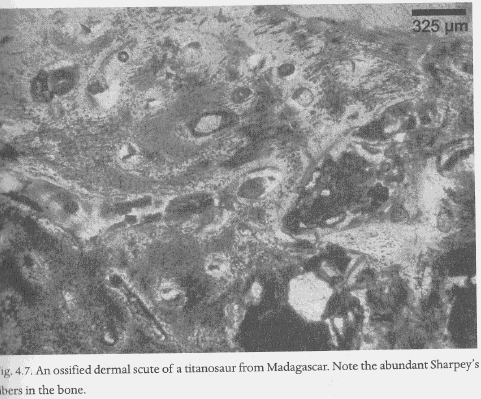 325 µm
ig. 4.7. An ossified dermal scute of a titanosaur from Madagascar. Note the abundant Sharpey's
ibers in the bone.